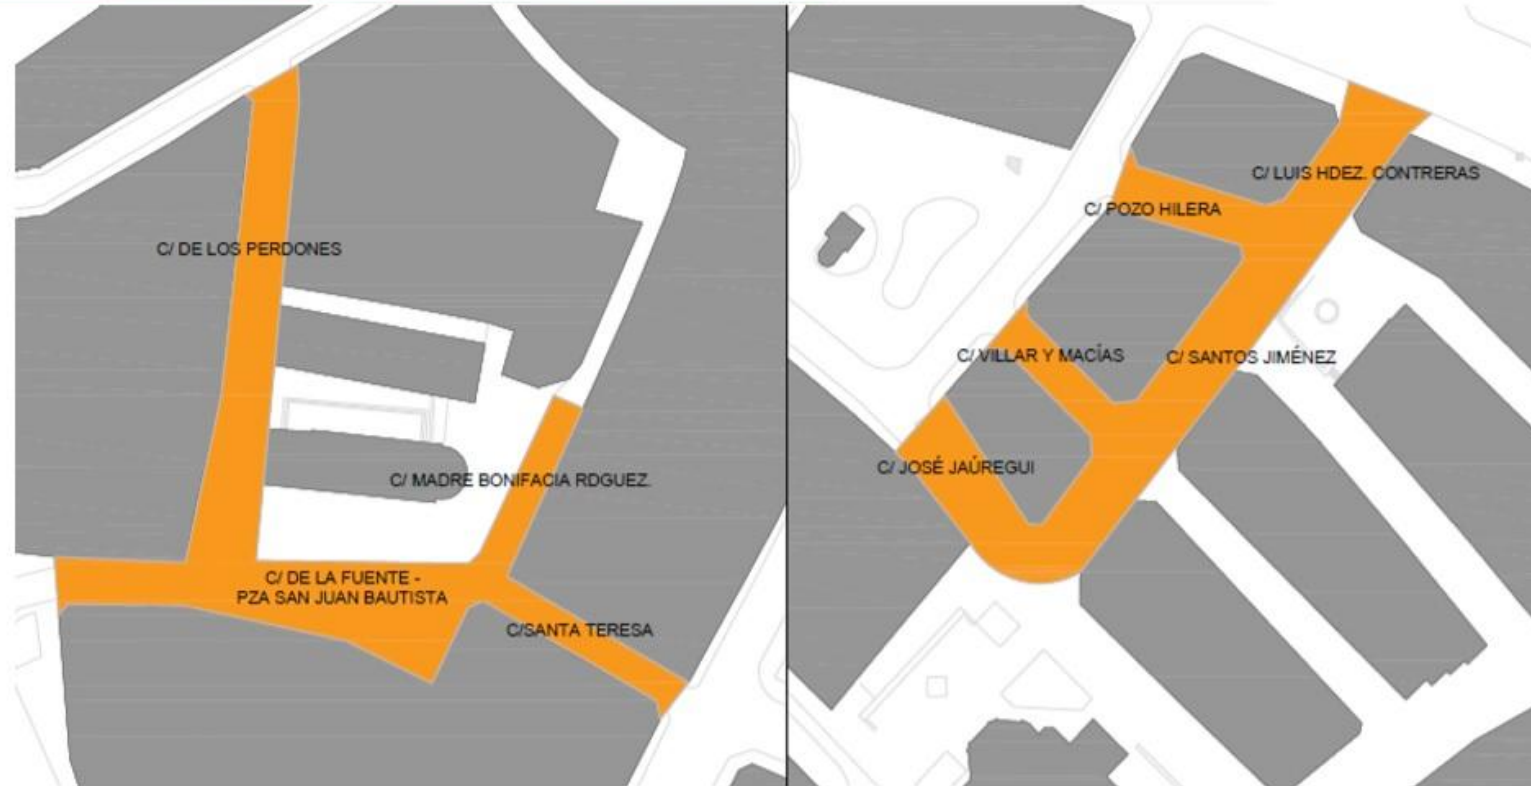 C/ DE LOS PERDONES
C/ MADRE BONIFACIA RDGUEZ.
C/ DE LA FUENTE -
PZA SAN JUAN BAUTISTA
C/SANTA TERESA
C/ LUIS HDEZ. CONTRERAS
C/ POZO HILERA
C/ VILLAR Y MACÍAS
C/ SANTOS JIMÉNEZ
C/ JOSÉ JAÚREGUI